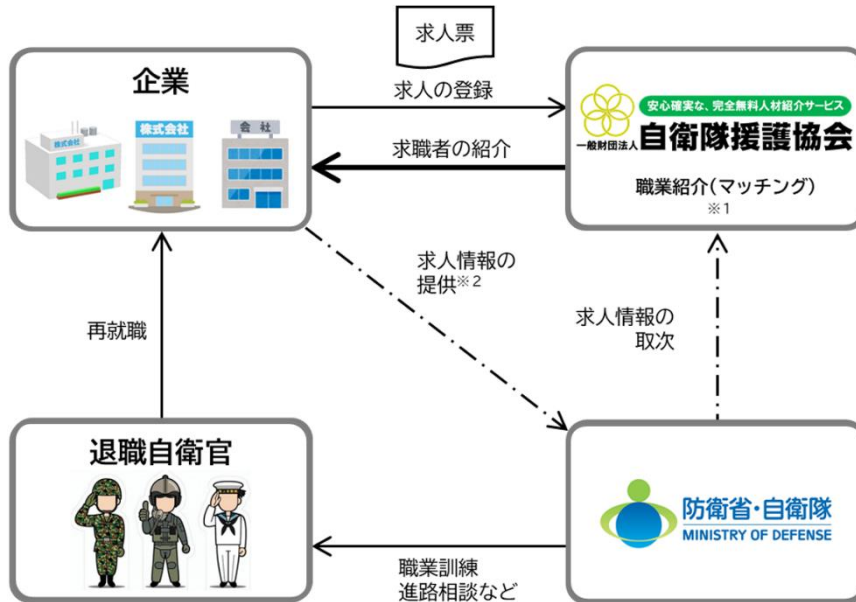 求人票
企業
株式会社
株式会社
会社
求人の登録
求職者の紹介
安心確実な、完全無料人材紹介サービス
一般財団法人 自衛隊援護協会
職業紹介(マッチング)
※1
求人情報の
提供※2
再就職
求人情報の
取次
退職自衛官
職業訓練
進路相談など
防衛省・自衛隊
MINISTRY OF DEFENSE